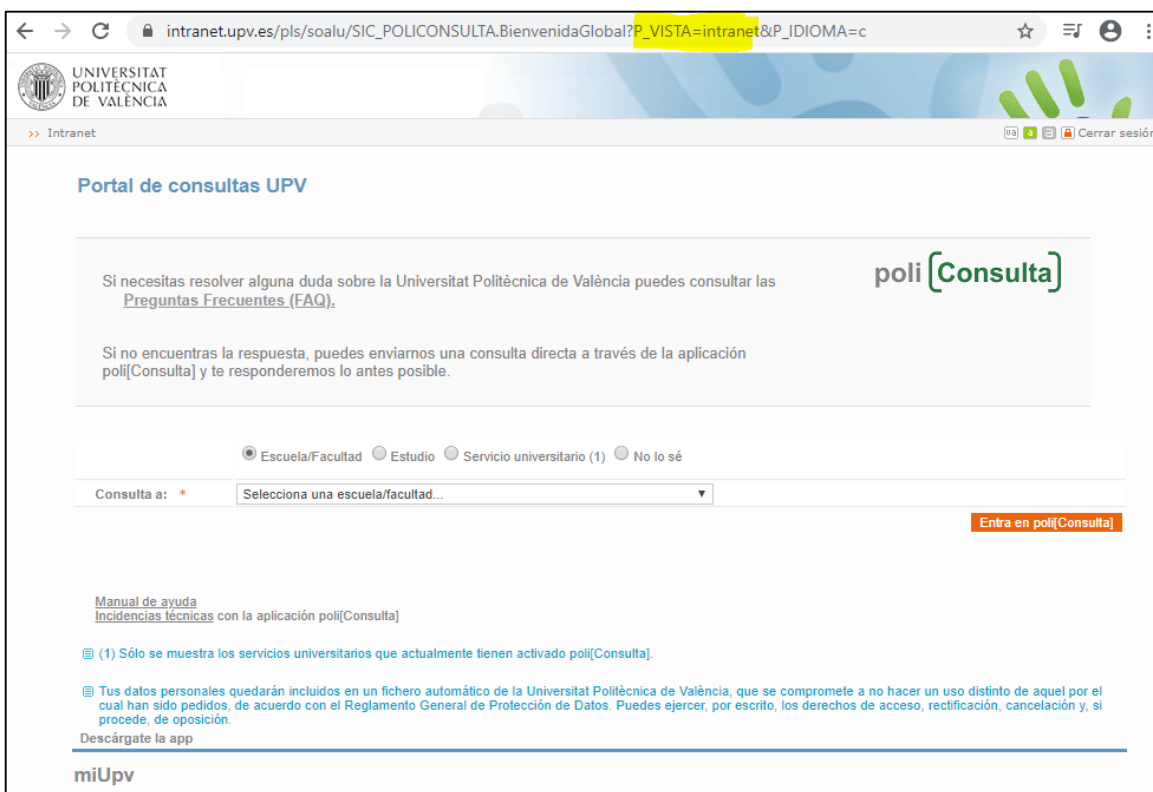 intranet.upv.es/pls/soalu/SIC_POLICONSULTA.BienvenidaGlobal?P_VISTA=intranet&P_IDIOMA=c
UNIVERSITAT
POLITÈCNICA
DE VALÈNCIA
>> Intranet
va a a Cerrar sesión
Portal de consultas UPV
Si necesitas resolver alguna duda sobre la Universitat Politècnica de València puedes consultar las
Preguntas Frecuentes (FAQ).
poli[Consulta]
Si no encuentras la respuesta, puedes enviarnos una consulta directa a través de la aplicación
poli[Consulta] y te responderemos lo antes posible.
Escuela/Facultad Estudio Servicio universitario (1) No lo sé
Consulta a: * Selecciona una escuela/facultad...
Entra en poli[Consulta]
Manual de ayuda
Incidencias técnicas con la aplicación poli[Consulta]
(1) Sólo se muestra los servicios universitarios que actualmente tienen activado poli[Consulta].
Tus datos personales quedarán incluidos en un fichero automático de la Universitat Politècnica de València, que se compromete a no hacer un uso distinto de aquel por el
cual han sido pedidos, de acuerdo con el Reglamento General de Protección de Datos. Puedes ejercer, por escrito, los derechos de acceso, rectificación, cancelación y, si
procede, de oposición.
Descárgate la app
miUpv